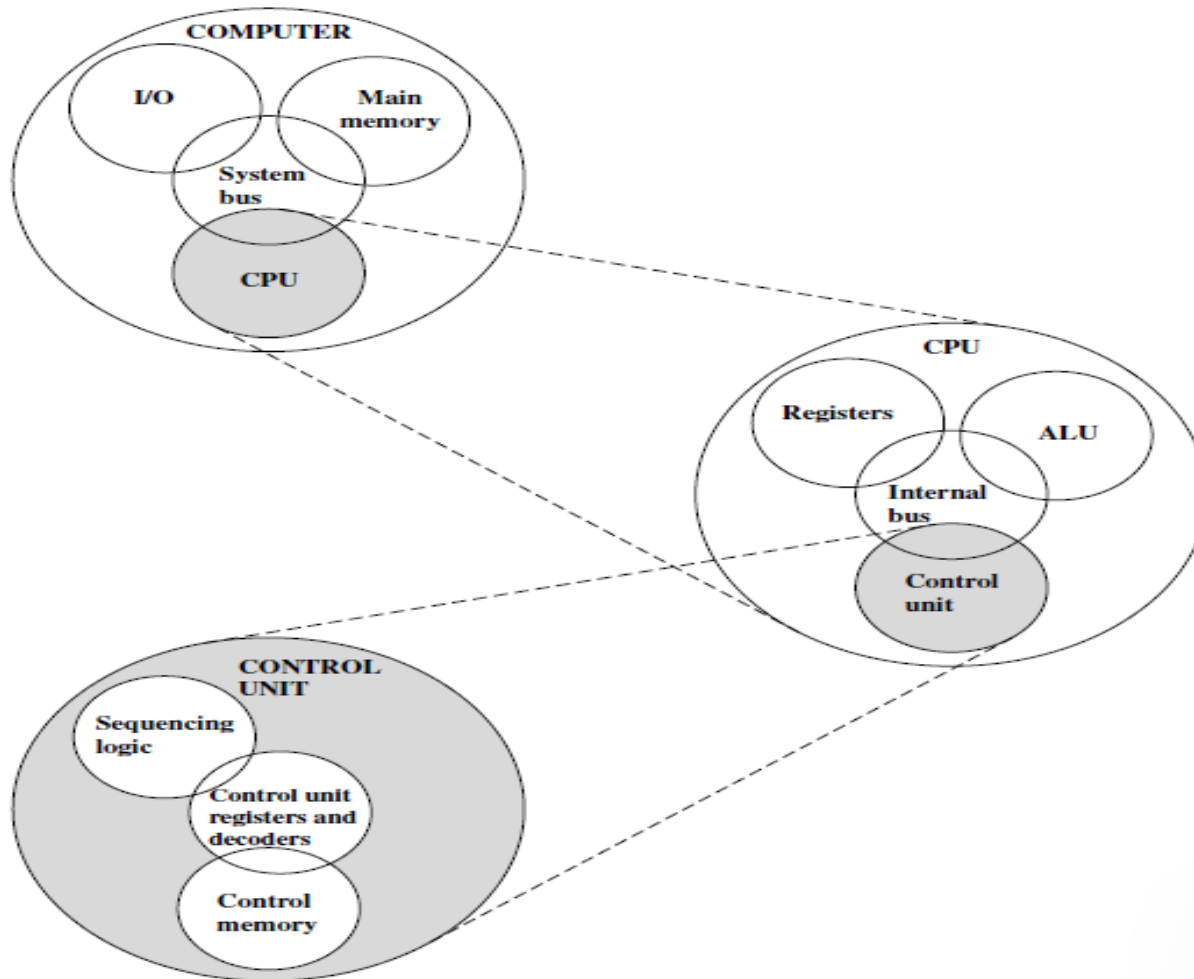 COMPUTER
I/O
Main
memory
System
bus
CPU
CPU
Registers
ALU
Internal
bus
Control
unit
CONTROL
UNIT
Sequencing
logic
Control unit
registers and
decoders
Control
memory